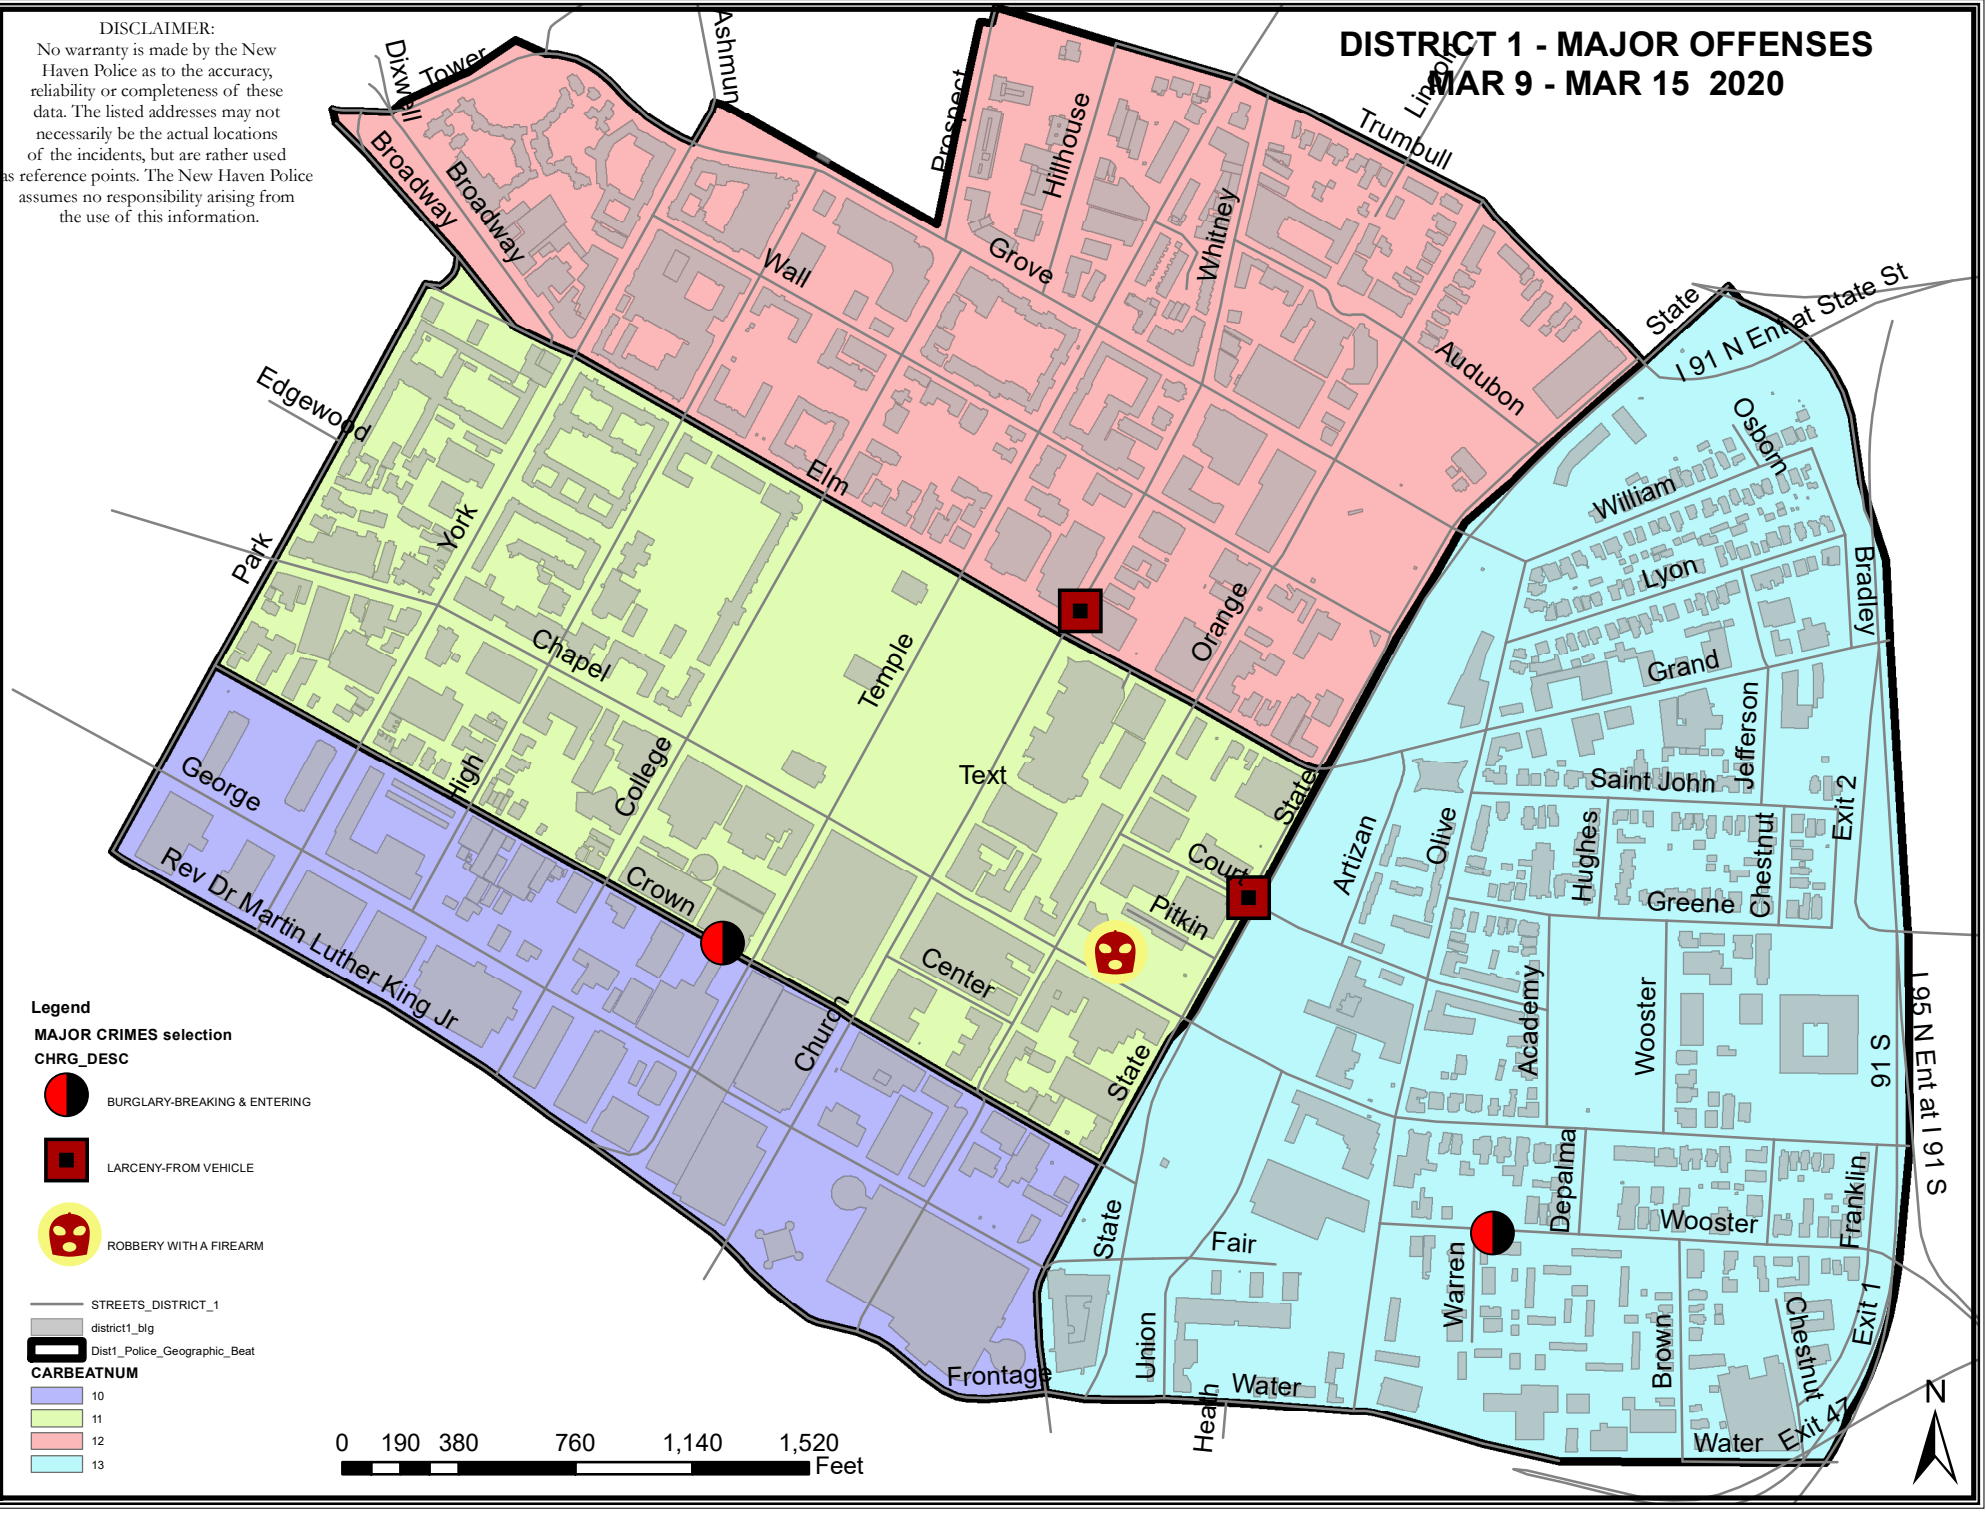 DISCLAIMER:
No warranty is made by the New
Haven Police as to the accuracy,
reliability or completeness of these
data. The listed addresses may not
necessarily be the actual locations
of the incidents, but are rather used
as reference points. The New Haven Police
assumes no responsibility arising from
the use of this information.
DISTRICT 1 - MAJOR OFFENSES
MAR 9 - MAR 15 2020
Dixwell
Tower
Ashmun
Prospect
Hillhouse
Lincoln
Trumbull
Broadway
Broadway
Wall
Grove
Whitney
State
I 91 N Ent at State St
Audubon
Edgewood
Osborn
William
Elm
York
Park
Lyon
Bradley
Orange
Chapel
Temple
Grand
Jefferson
Text
State
Saint John
George
High
College
Exit 2
Artizan
Olive
Hughes
Chestnut
Court
Crown
Pitkin
Greene
Rev Dr Martin Luther King Jr
Center
Church
Academy
Wooster
State
91 S
I 95 N Ent at I 91 S
Depalma
Franklin
Wooster
State
Fair
Warren
Exit 1
Chestnut
Union
Brown
Frontage
Water
Heath
Water
Exit 47
Legend
MAJOR CRIMES selection
CHRG_DESC
BURGLARY-BREAKING & ENTERING
LARCENY-FROM VEHICLE
ROBBERY WITH A FIREARM
STREETS_DISTRICT_1
district1_blg
Dist1_Police_Geographic_Beat
CARBEATNUM
10
11
12
13
0 190 380 760 1,140 1,520
Feet
N